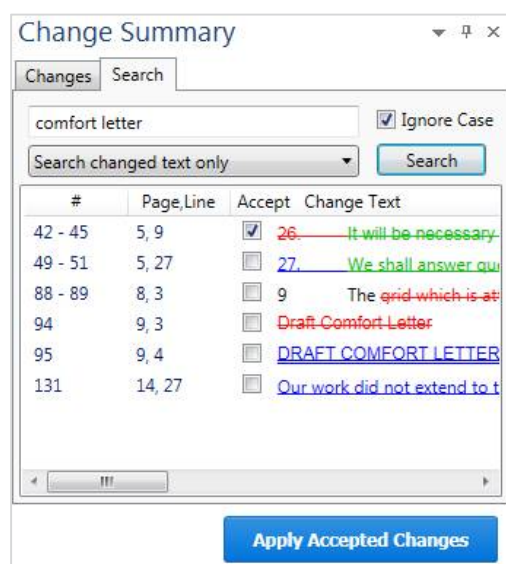 Change Summary
Changes Search
comfort letter Ignore Case
Search changed text only Search
# Page,Line Accept Change Text
42 - 45 5, 9 26. It will be necessary
49 - 51 5, 27 27. We shall answer
88 - 89 8, 3 9 The grid which is
94 9, 3 Draft Comfort Letter
95 9, 4 DRAFT COMFORT LETTER
131 14, 27 Our work did not extend to
Apply Accepted Changes